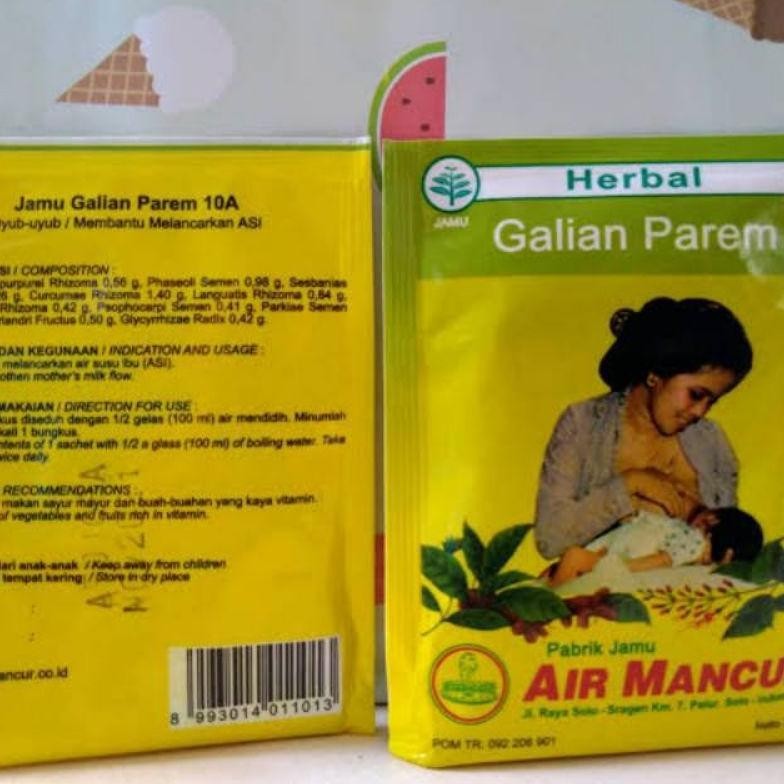 Jamu Galian Parem 10A
yub-uyub / Membantu Melancarkan ASI
SI / COMPOSITION :
purpurei Rhizoma 0,56 g, Phaseoli Semen 0,98 g, Sesbaniae
6 g, Curcumae Rhizoma 1,40 g, Languatis Rhizoma 0,84 g,
Rhizoma 0,42 g, Psophocarpi Semen 0,41 g, Parkiae Semen
riandri Fructus 0,50 g, Glycyrrhizae Radix 0,42 g.
DAN KEGUNAAN / INDICATION AND USAGE :
melancarkan air susu ibu (ASI).
othen mother's milk flow.
MAKAIAN / DIRECTION FOR USE :
kus diseduh dengan 1/2 gelas (100 ml) air mendidih. Minumlah
kali 1 bungkus.
ntents of 1 sachet with 1/2 a glass (100 ml) of boiling water. Take
wice daily.
RECOMMENDATIONS :
makan sayur mayur dan buah-buahan yang kaya vitamin.
of vegetables and fruits rich in vitamin.
dari anak-anak / Keep away from children
tempat kering / Store in dry place
ancur.co.id
8 993014 011013
Herbal
JAMU
Galian Parem
Pabrik Jamu
AIR MANCU
Jl. Raya Solo - Sragen Km. 7, Palur, Solo - Indon
POM TR. 092 206 901